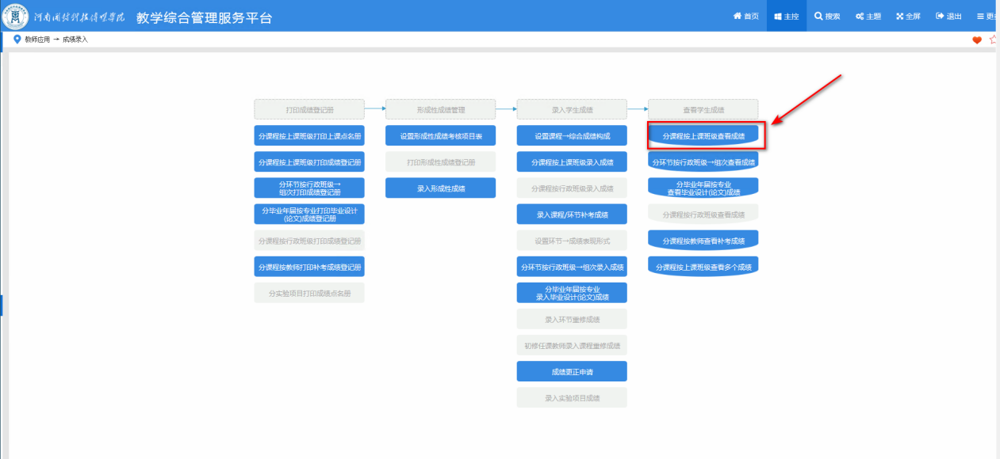 教学综合管理服务平台
首页 主控 搜索 主题 全屏 退出
教师应用 → 成绩录入
打印成绩登记册
分课程按上课班级打印上课点名册
分课程按上课班级打印成绩登记册
分环节按行政班级→
组次打印成绩登记册
分毕业年届按专业打印毕业设计
(论文)成绩登记册
分课程按行政班级打印成绩登记册
分课程按教师打印补考成绩登记册
分实验项目打印成绩点名册
形成性成绩管理
设置形成性成绩考核项目表
打印形成性成绩登记册
录入形成性成绩
录入学生成绩
设置课程→综合成绩构成
分课程按上课班级录入成绩
分课程按行政班级录入成绩
录入课程/环节补考成绩
设置环节→成绩表现形式
分环节按行政班级→组次录入成绩
分毕业年届按专业
录入毕业设计(论文)成绩
录入环节重修成绩
初修任课教师录入课程重修成绩
成绩更正申请
录入实验项目成绩
查看学生成绩
分课程按上课班级查看成绩
分环节按行政班级→组次查看成绩
分毕业年届按专业
查看毕业设计(论文)成绩
分课程按行政班级查看成绩
分课程按教师查看补考成绩
分课程按上课班级查看多个成绩